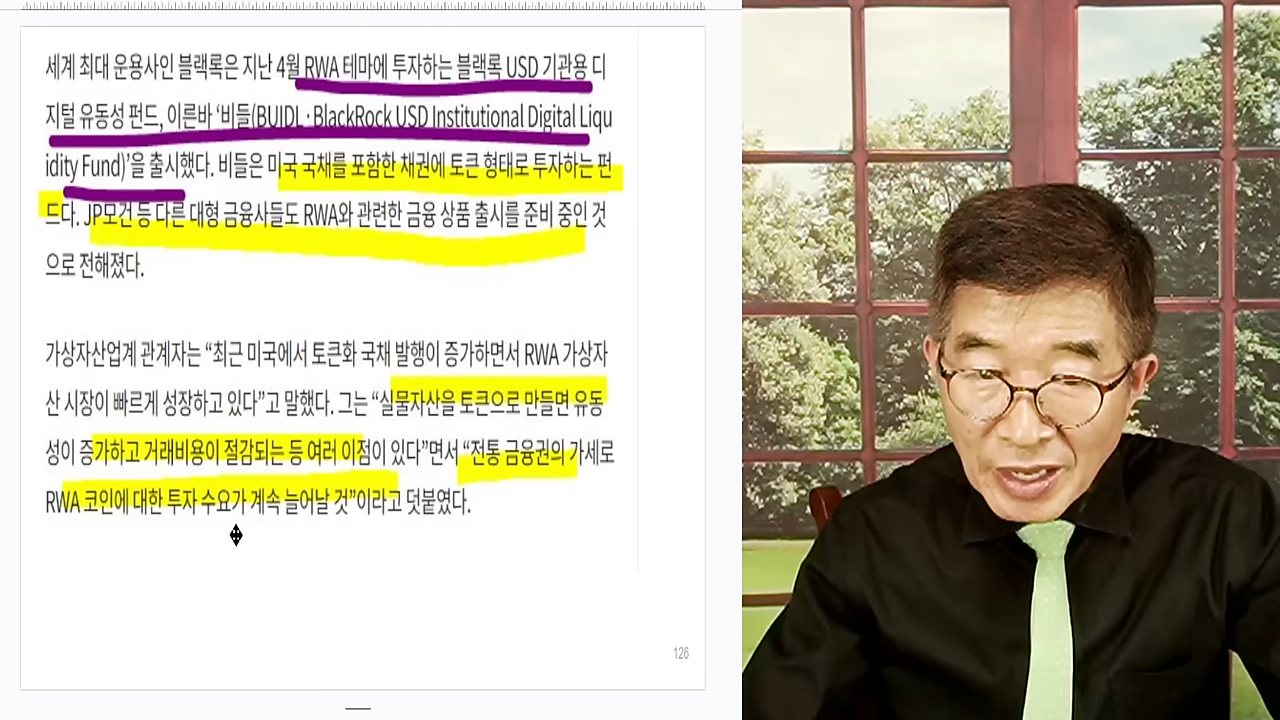 세계 최대 운용사인 블랙록은 지난 4월 RWA 테마에 투자하는 블랙록 USD 기관용 디
지털 유동성 펀드, 이른바 ‘비들(BUIDL·BlackRock USD Institutional Digital Liqu
idity Fund)’을 출시했다. 비들은 미국 국채를 포함한 채권에 토큰 형태로 투자하는 펀
드다. JP모건 등 다른 대형 금융사들도 RWA와 관련한 금융 상품 출시를 준비 중인 것
으로 전해졌다.
가상자산업계 관계자는 “최근 미국에서 토큰화 국채 발행이 증가하면서 RWA 가상자
산 시장이 빠르게 성장하고 있다”고 말했다. 그는 “실물자산을 토큰으로 만들면 유동
성이 증가하고 거래비용이 절감되는 등 여러 이점이 있다”면서 “전통 금융권의 가세로
RWA 코인에 대한 투자 수요가 계속 늘어날 것”이라고 덧붙였다.
126